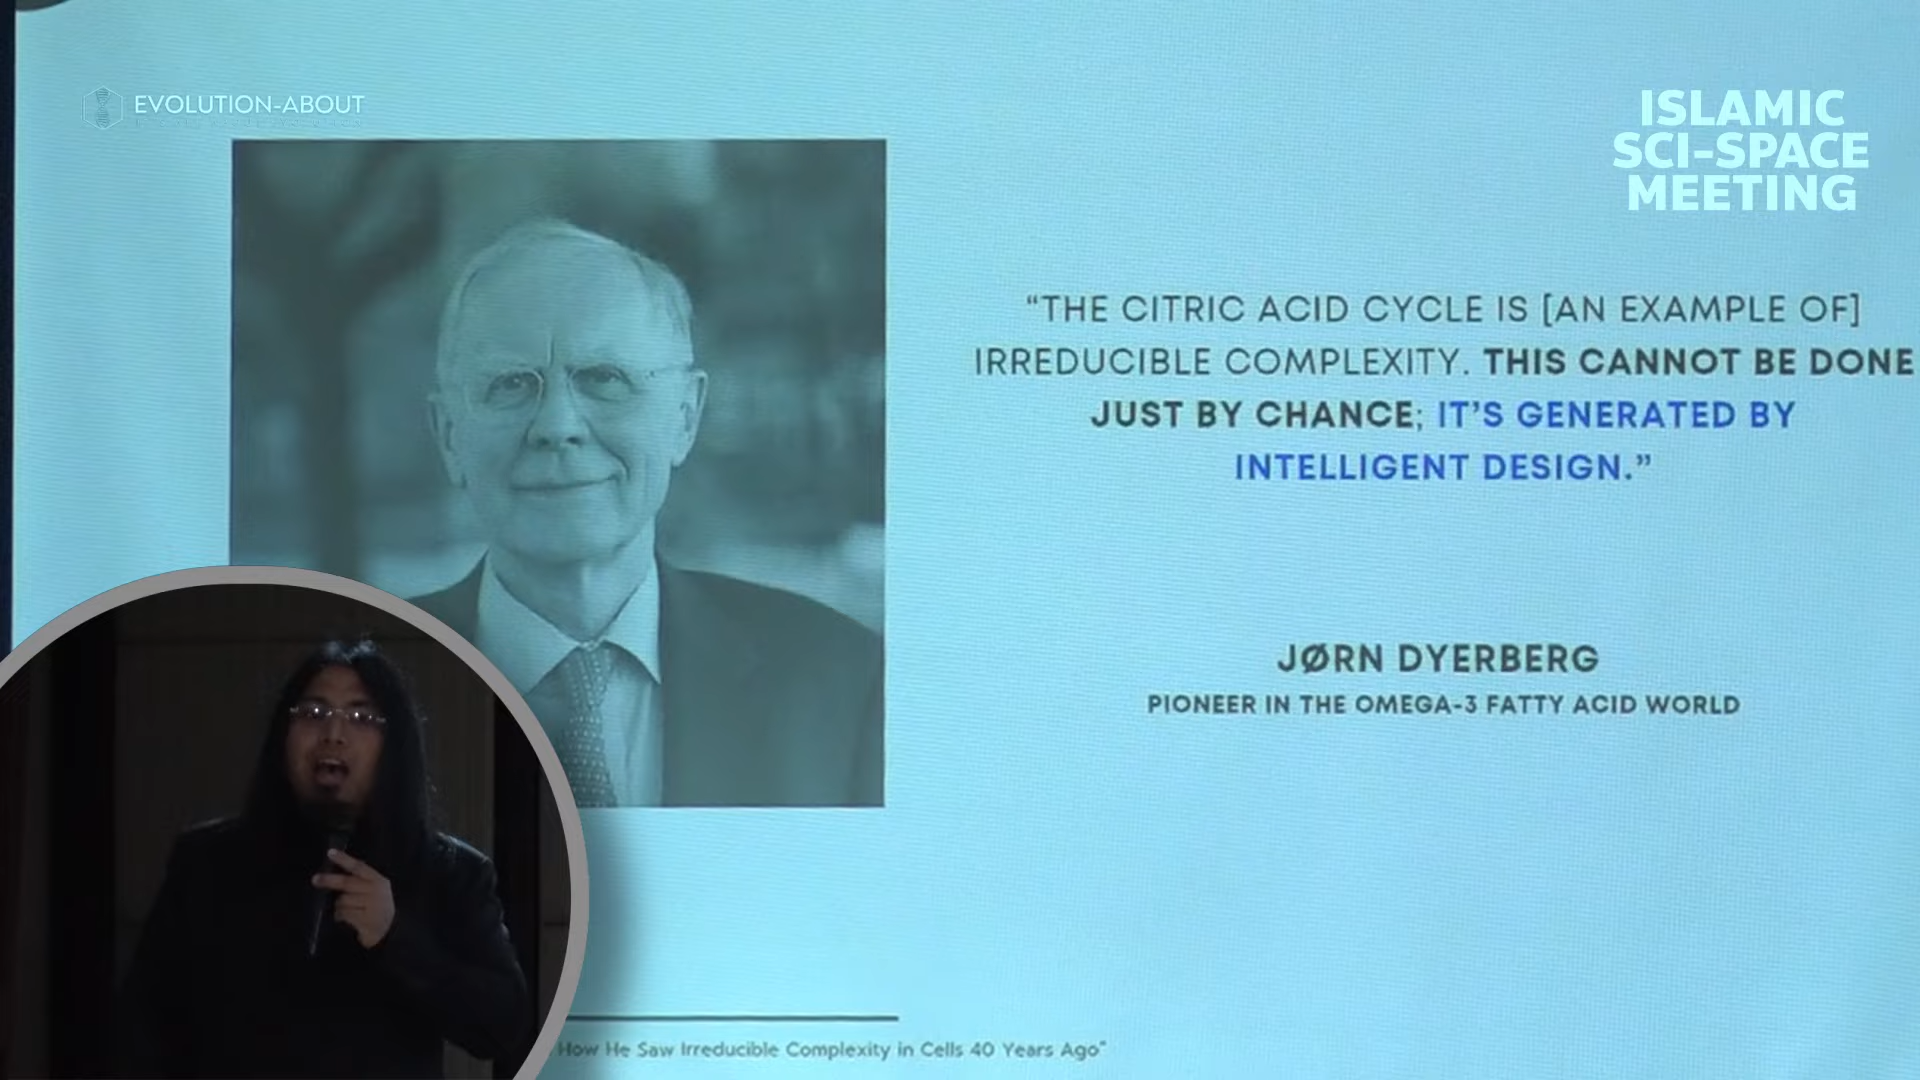 EVOLUTION-ABOUT
ISLAMIC
SCI-SPACE
MEETING
“THE CITRIC ACID CYCLE IS [AN EXAMPLE OF]
IRREDUCIBLE COMPLEXITY. THIS CANNOT BE DONE
JUST BY CHANCE; IT’S GENERATED BY
INTELLIGENT DESIGN.”
JØRN DYERBERG
PIONEER IN THE OMEGA-3 FATTY ACID WORLD
How He Saw Irreducible Complexity in Cells 40 Years Ago"